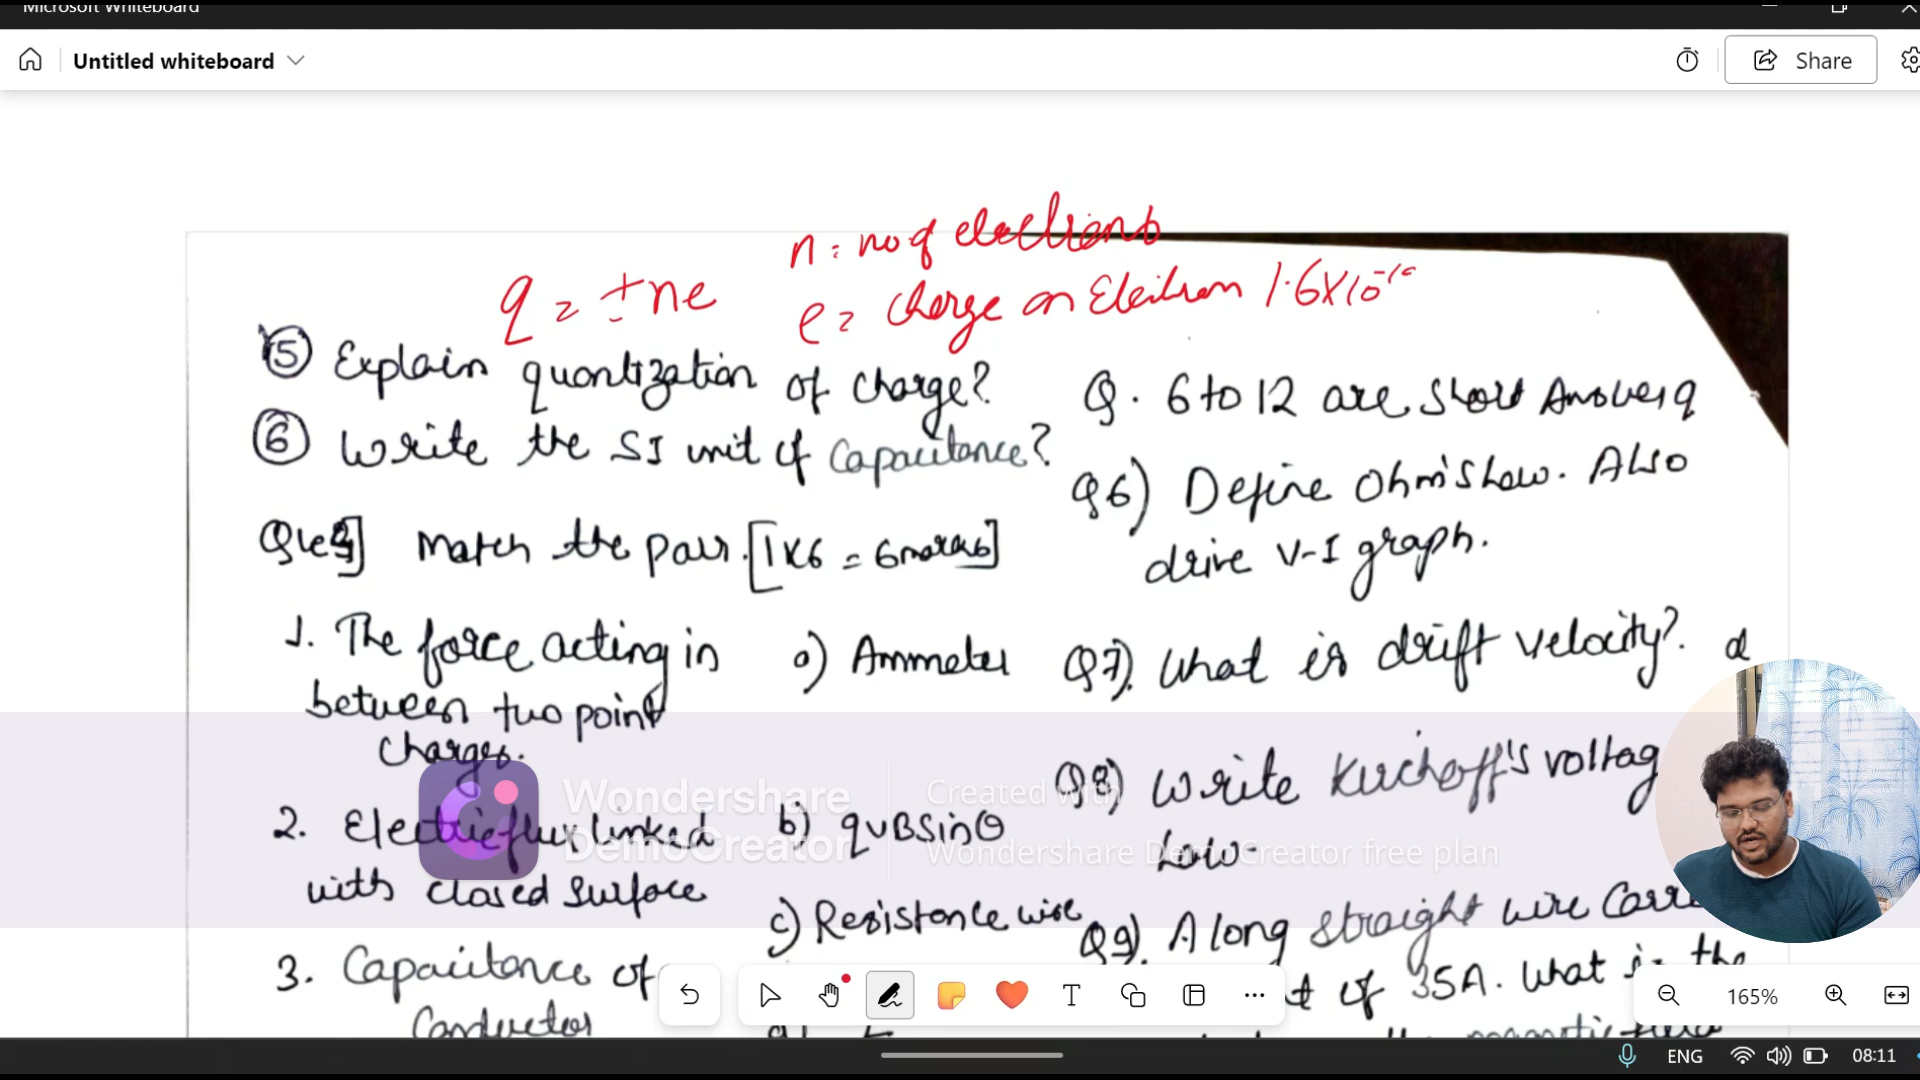 Microsoft Whiteboard
Untitled whiteboard
Share
n = no of electrons
q = ±ne
e = charge on Electron 1.6X10
5 Explain quantization of charge?
6 Write the SI unit of Capacitance?
Match the pair. [1X6 = 6marks]
1. The force acting in
between two point
charges.
2. Electric flux linked
with closed surface
3. Capacitance of
Conductor
a) Ammeter
b) qvBSinθ
c) Resistance wire
Q. 6 to 12 are short Answer q
Q6) Define Ohm's Law. Also
drive V-I graph.
Q7). What is drift velocity?. d
Q8) Write Kirchoff's voltag
Law-
Q9). A long straight wire Carr
t of 35A. What is the
magnetic field
Wondershare
DemoCreator
Created with
Wondershare DemoCreator free plan
165%
ENG
08:11